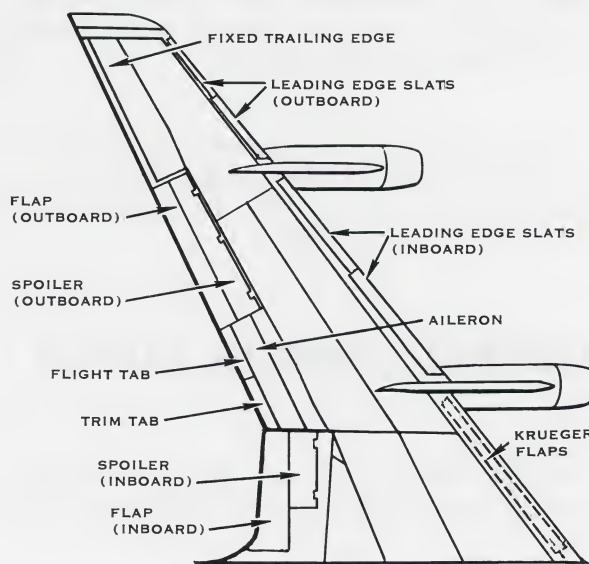 FIXED TRAILING EDGE
LEADING EDGE SLATS
(OUTBOARD)
FLAP
(OUTBOARD)
LEADING EDGE SLATS
(INBOARD)
SPOILER
(OUTBOARD)
AILERON
FLIGHT TAB
TRIM TAB
KRUEGER
FLAPS
SPOILER
(INBOARD)
FLAP
(INBOARD)